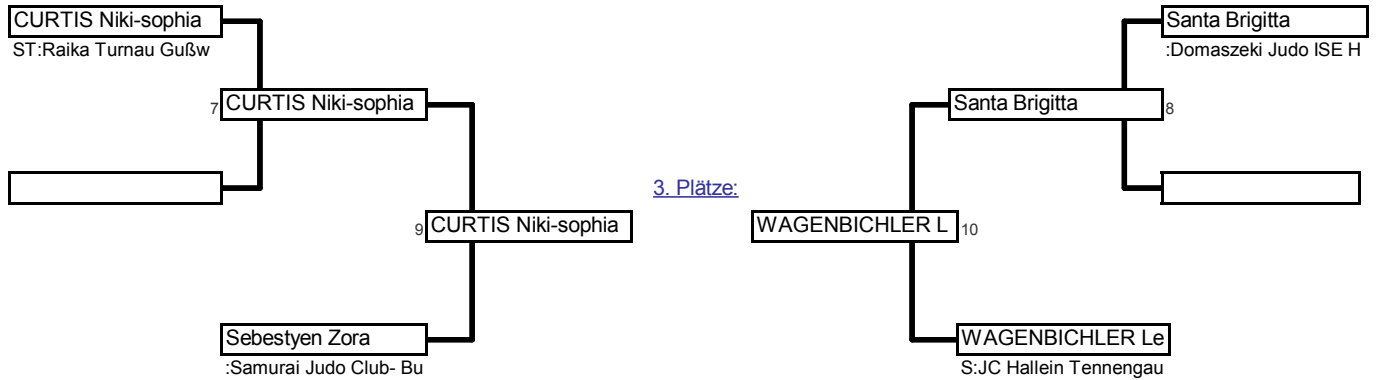 CURTIS Niki-sophia
ST:Raika Turnau Gußw
7 CURTIS Niki-sophia
9 CURTIS Niki-sophia
Sebestyen Zora
:Samurai Judo Club- Bu
3. Plätze:
Santa Brigitta
:Domaszeki Judo ISE H
Santa Brigitta 8
WAGENBICHLER L 10
WAGENBICHLER Le
S:JC Hallein Tennengau